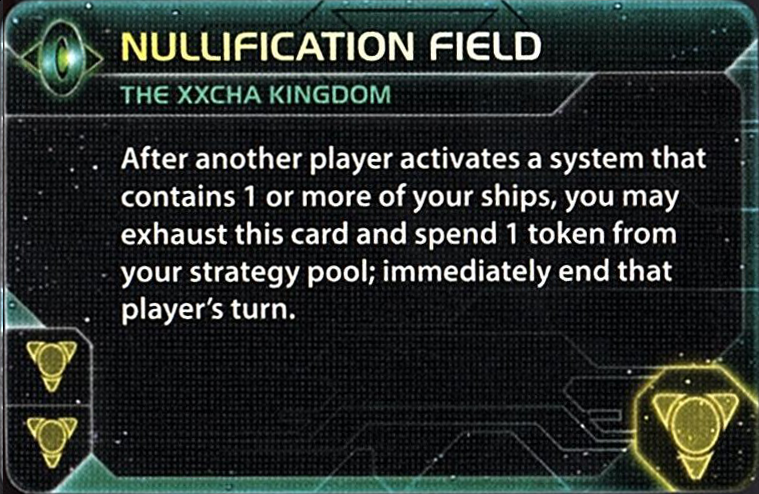 NULLIFICATION FIELD
THE XXCHA KINGDOM
After another player activates a system that
contains 1 or more of your ships, you may
exhaust this card and spend 1 token from
your strategy pool; immediately end that
player's turn.